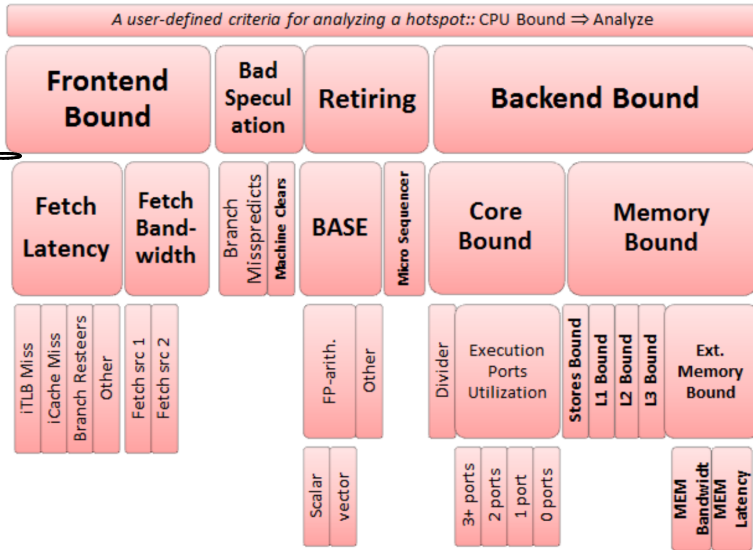 A user-defined criteria for analyzing a hotspot:: CPU Bound ⇒ Analyze
Frontend
Bound
Bad
Specul
ation
Retiring
Backend Bound
Fetch
Latency
Fetch
Band-
width
Branch
Misspredicts
Machine Clears
BASE
Micro Sequencer
Core
Bound
Memory
Bound
iTLB Miss
iCache Miss
Branch Resteers
Other
Fetch src 1
Fetch src 2
FP-arith.
Other
Divider
Execution
Ports
Utilization
Stores Bound
L1 Bound
L2 Bound
L3 Bound
Ext.
Memory
Bound
Scalar
vector
3+ ports
2 ports
1 port
0 ports
MEM
Bandwidt
MEM
Latency